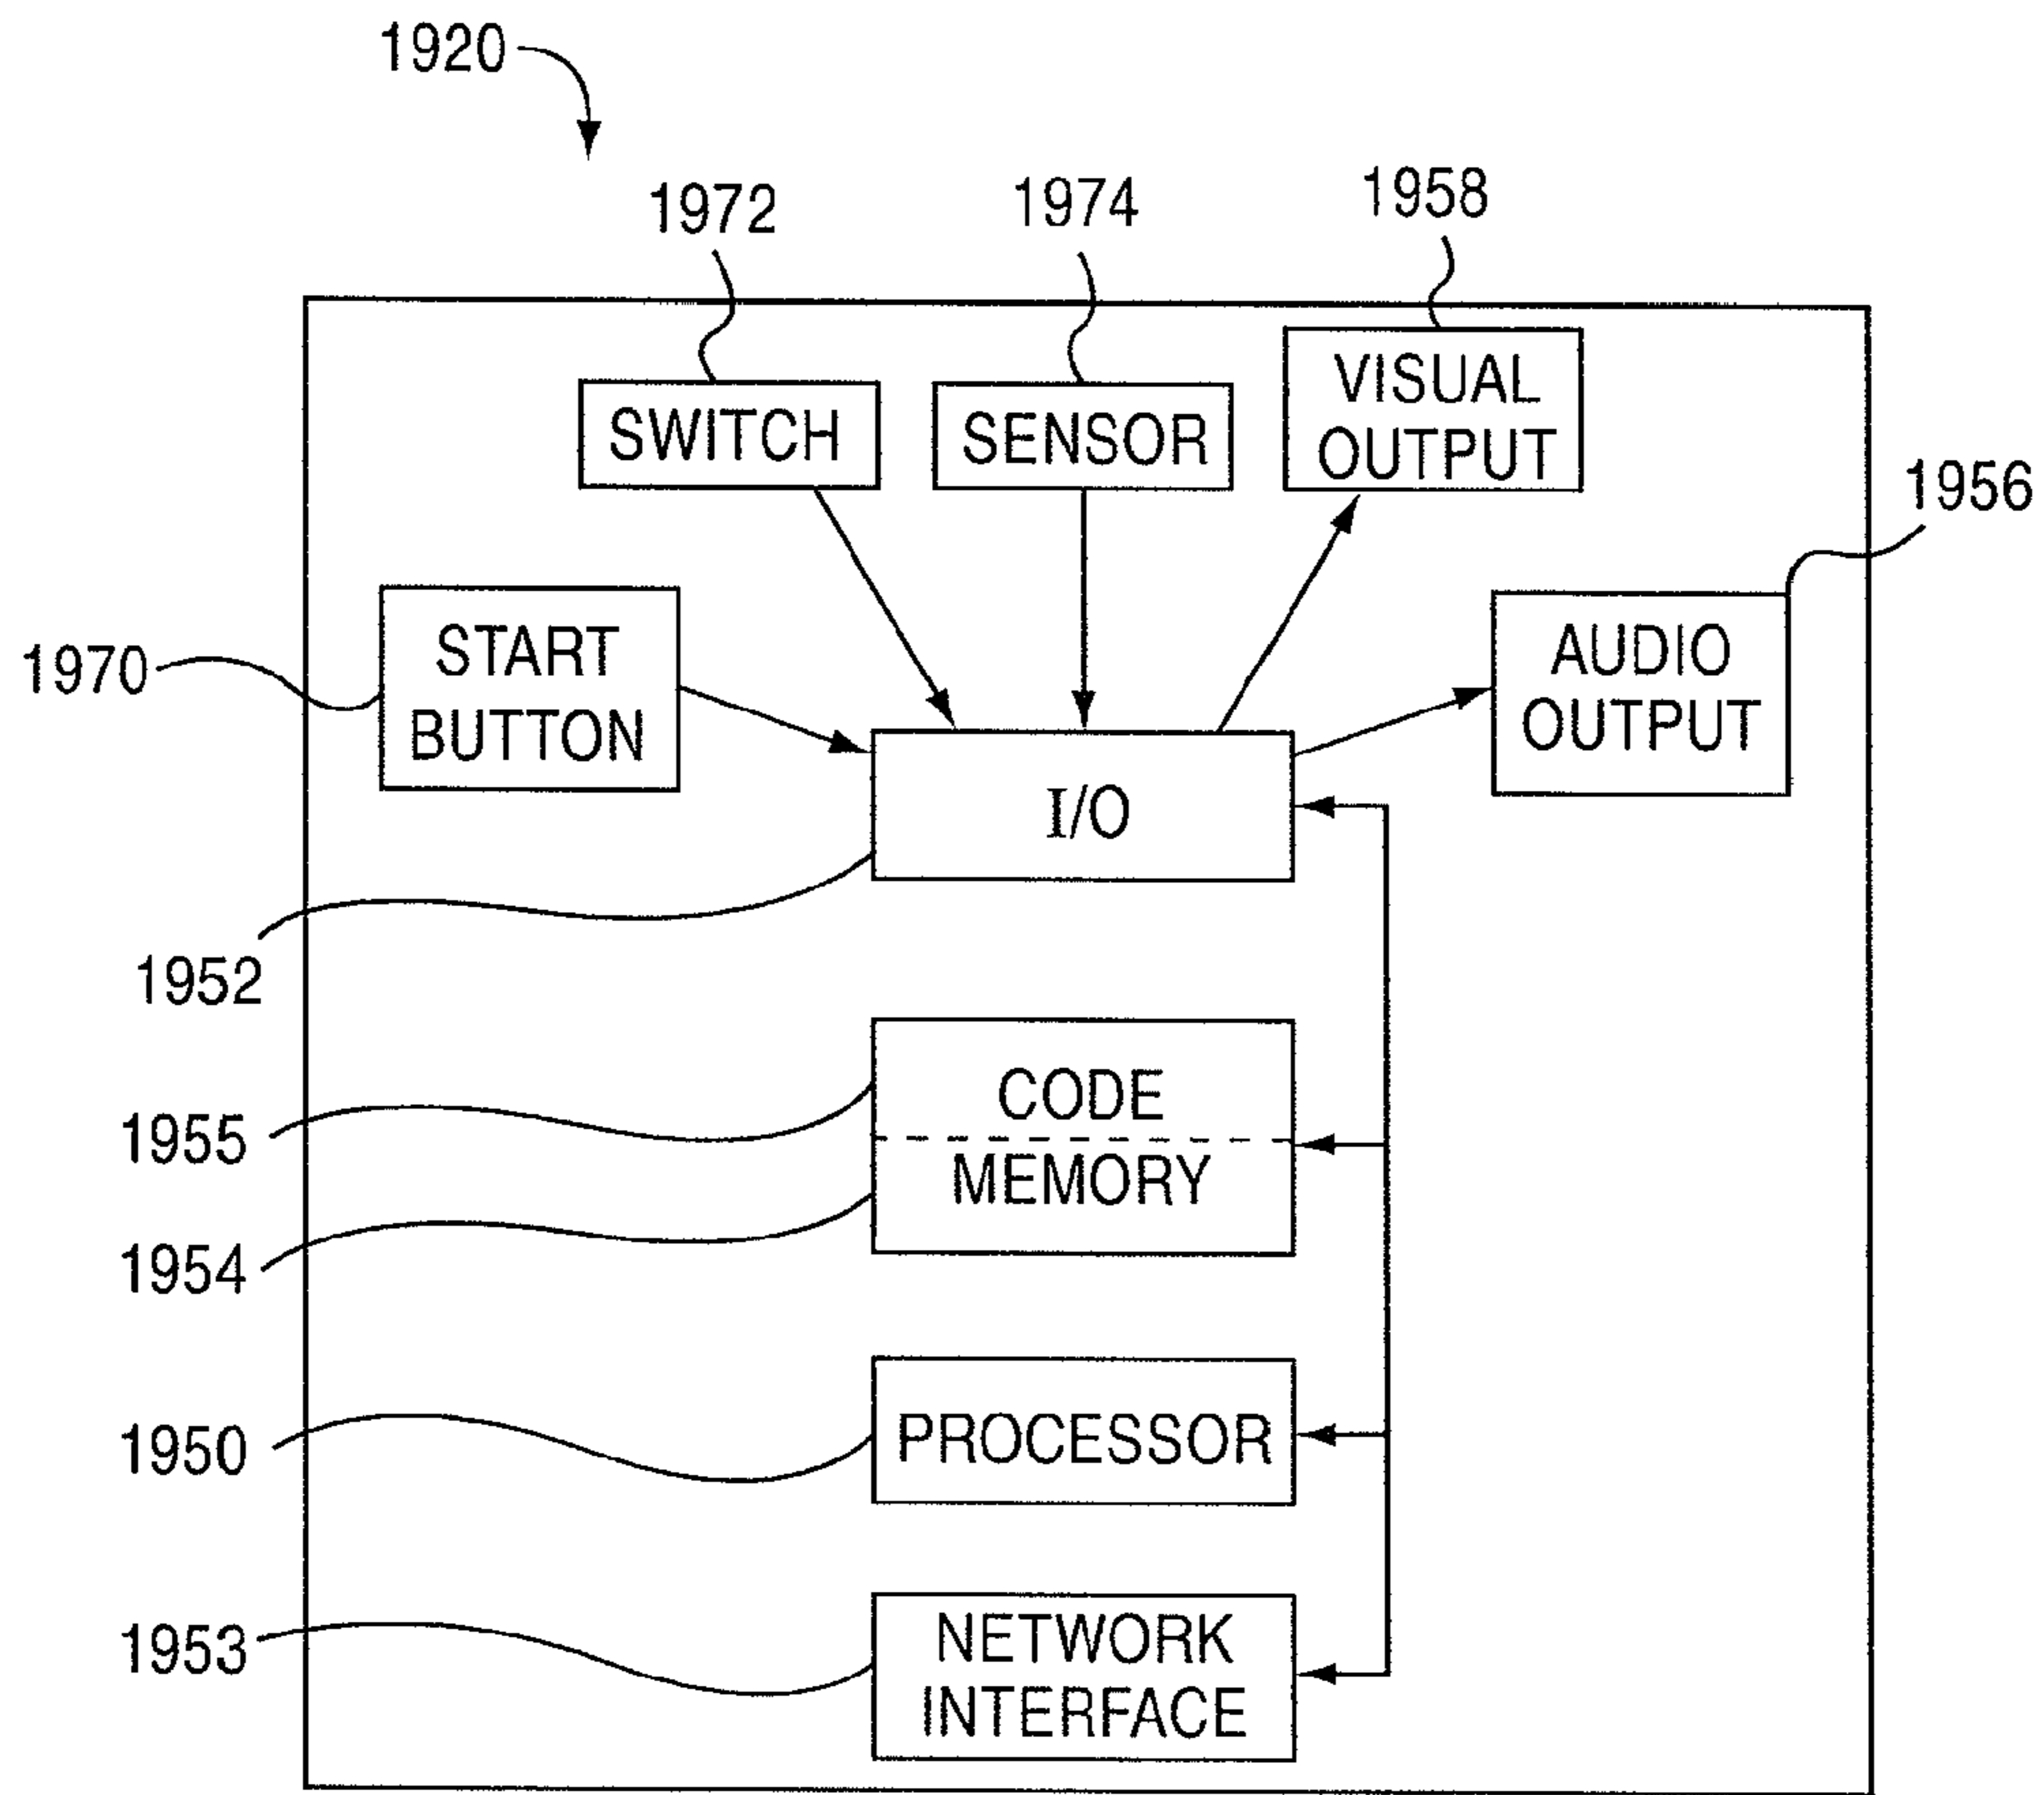 1920
1972
1974
1958
SWITCH
SENSOR
VISUAL
OUTPUT
1956
1970
START
BUTTON
AUDIO
OUTPUT
I/O
1952
1955
CODE
MEMORY
1954
1950
PROCESSOR
1953
NETWORK
INTERFACE